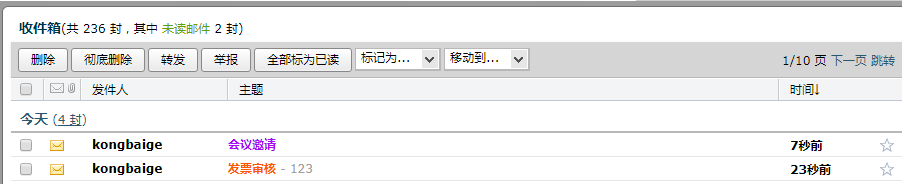 收件箱(共 236 封，其中 未读邮件 2 封)
删除 彻底删除 转发 举报 全部标为已读 标记为... 移动到... 1/10 页 下一页 跳转
发件人 主题 时间↓
今天 (4 封)
kongbaige 会议邀请 7秒前
kongbaige 发票审核 - 123 23秒前